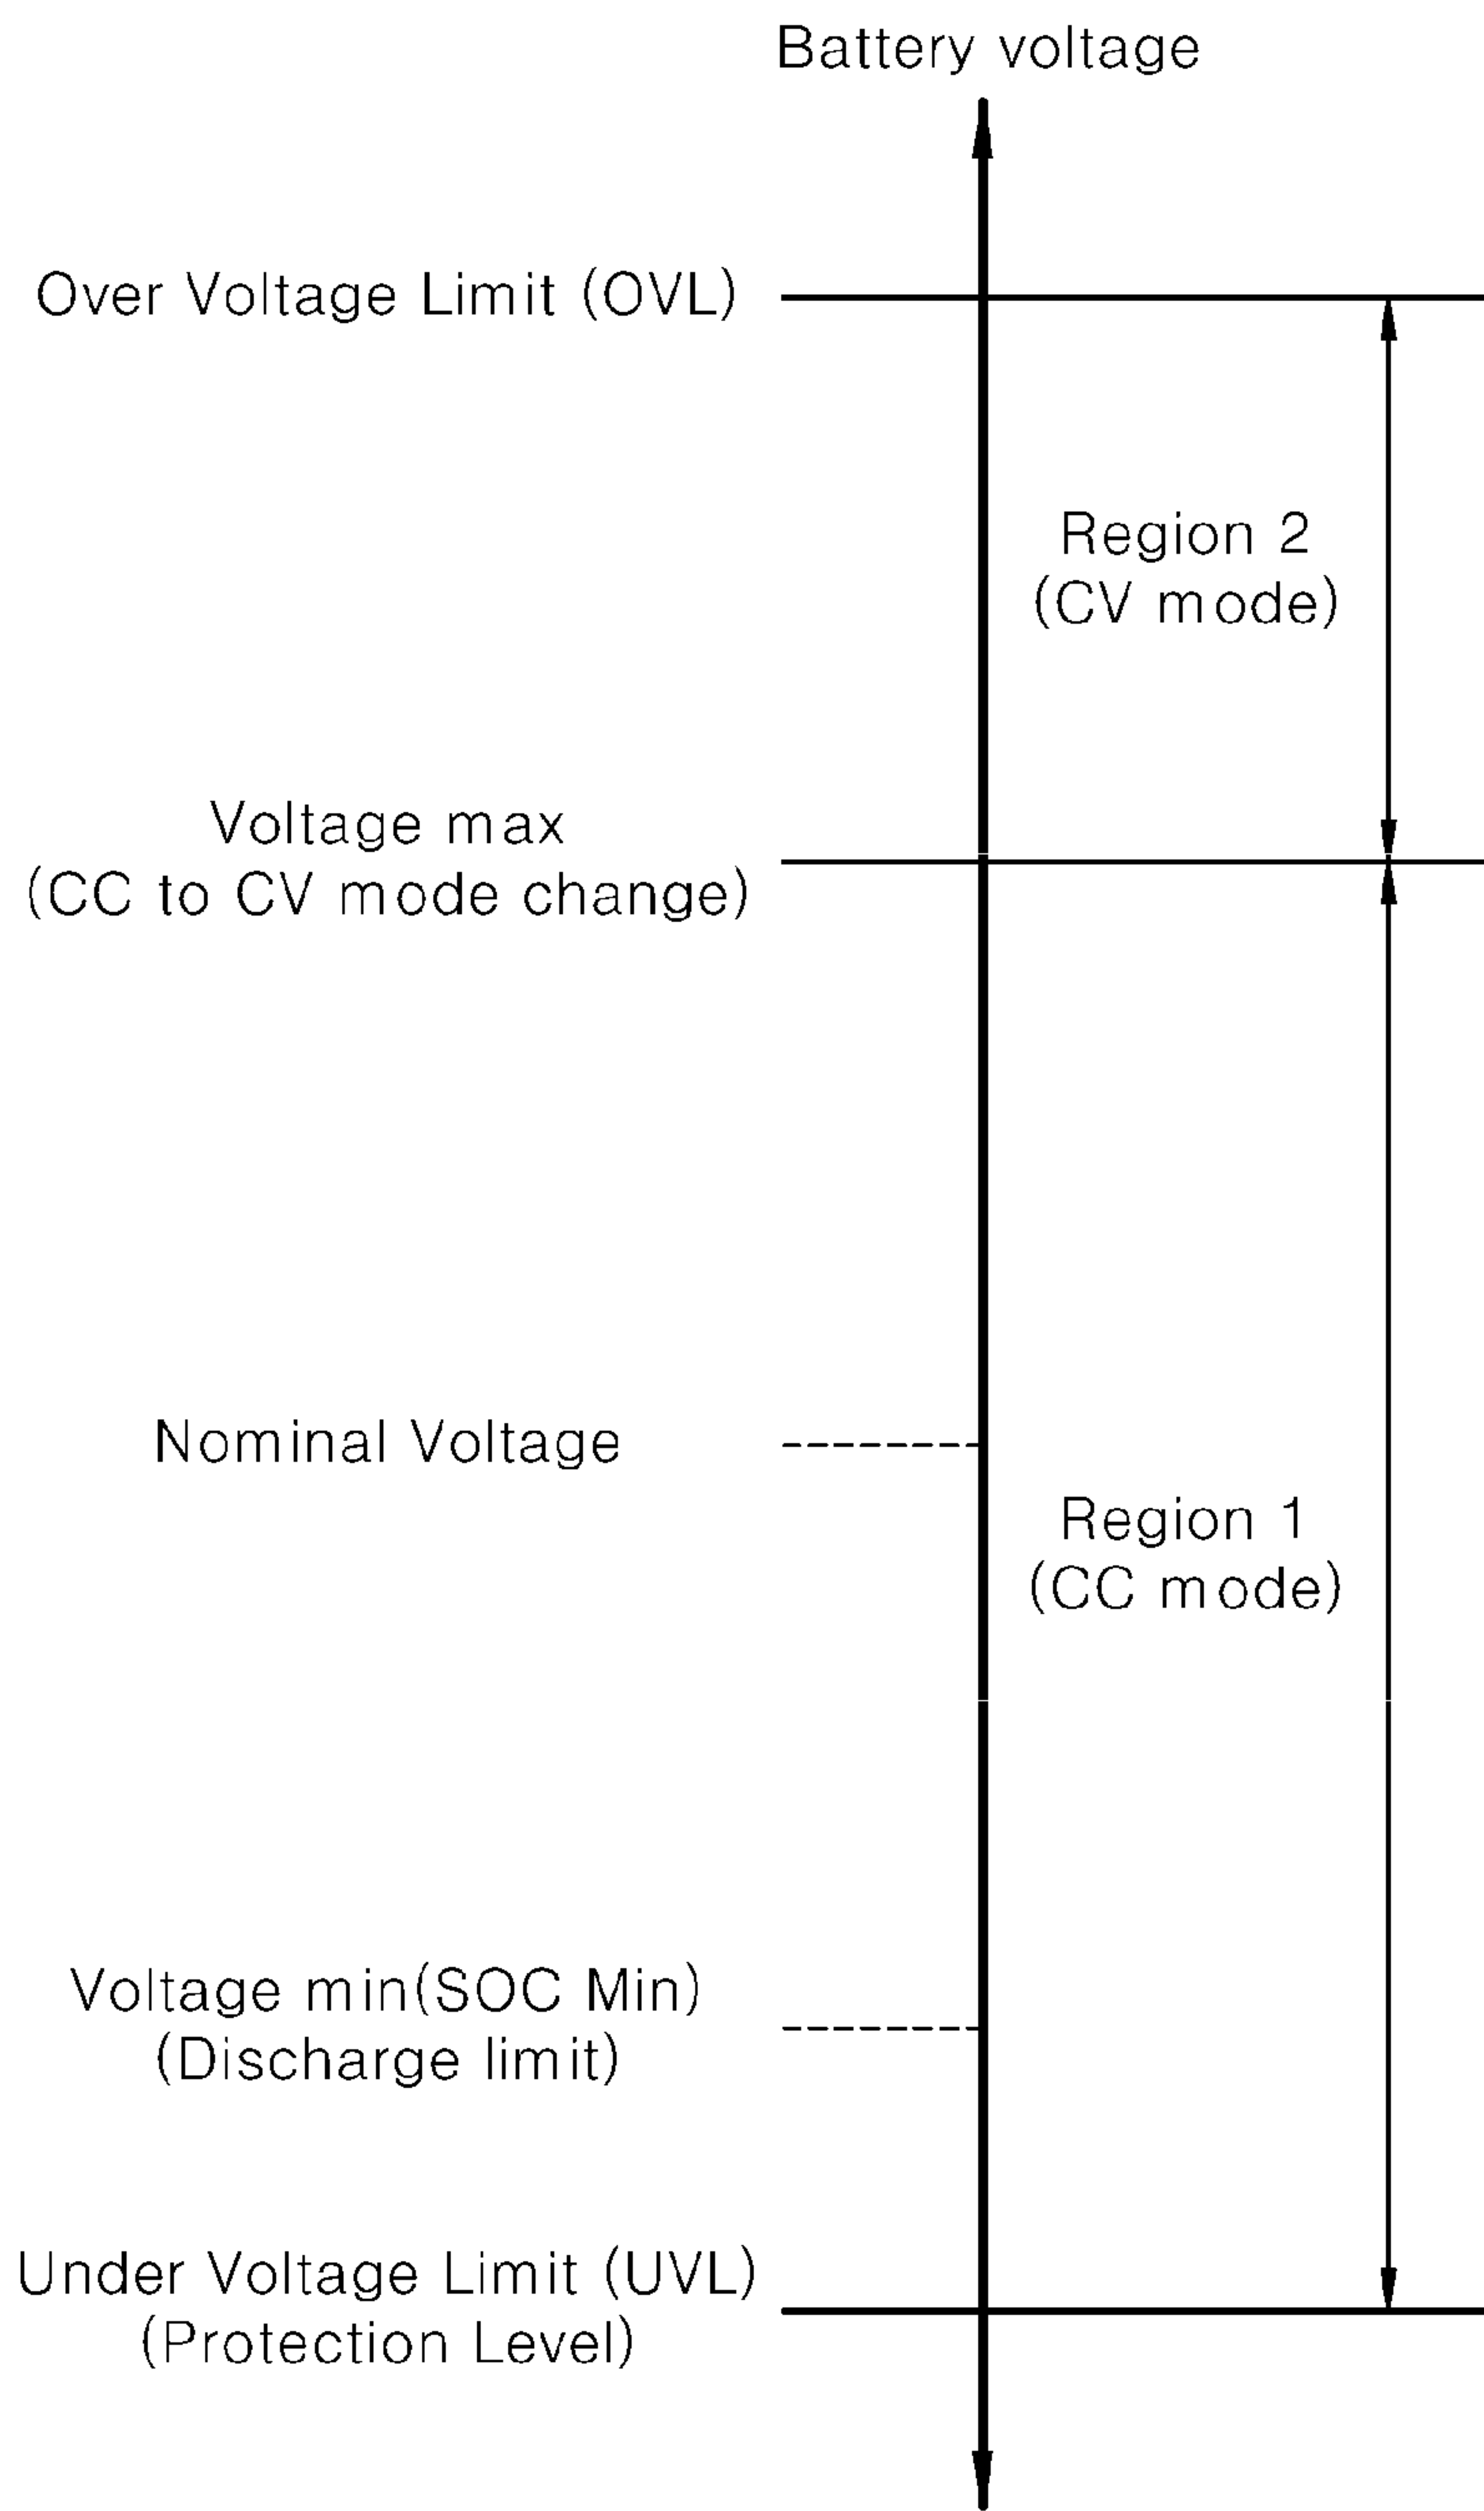 Battery voltage
Over Voltage Limit (OVL)
Region 2
(CV mode)
Voltage max
(CC to CV mode change)
Nominal Voltage
Region 1
(CC mode)
Voltage min(SOC Min)
(Discharge limit)
Under Voltage Limit (UVL)
(Protection Level)